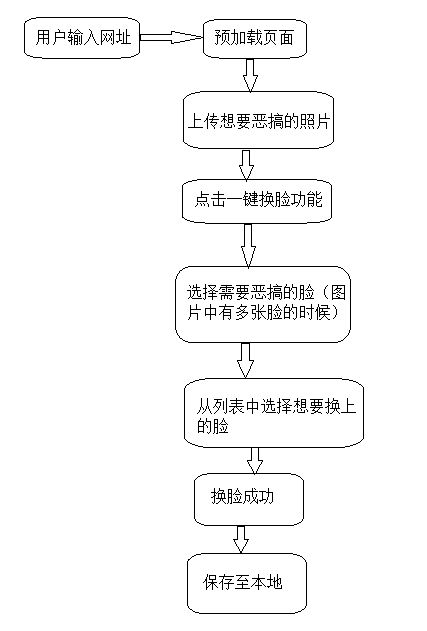 用户输入网址
预加载页面
上传想要恶搞的照片
点击一键换脸功能
选择需要恶搞的脸（图
片中有多张脸的时候）
从列表中选择想要换上
的脸
换脸成功
保存至本地